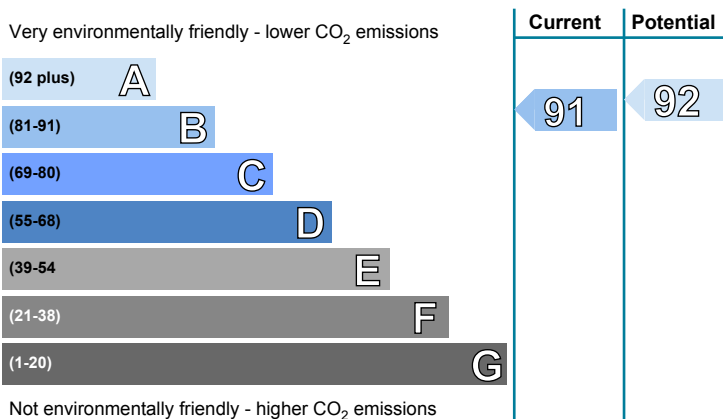 Current Potential
Very environmentally friendly - lower CO2 emissions
(92 plus) A
(81-91) B
91 92
(69-80) C
(55-68) D
(39-54 E
(21-38) F
(1-20) G
Not environmentally friendly - higher CO2 emissions